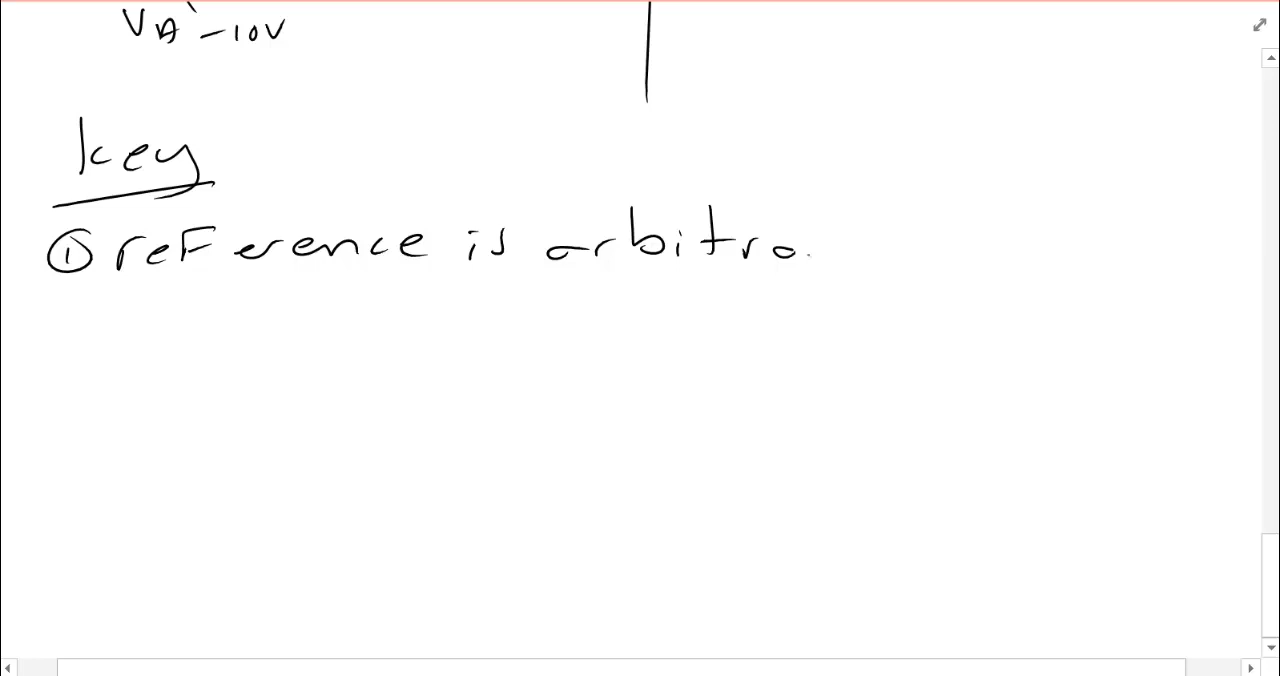 VA -10V
key
① reference is arbitra